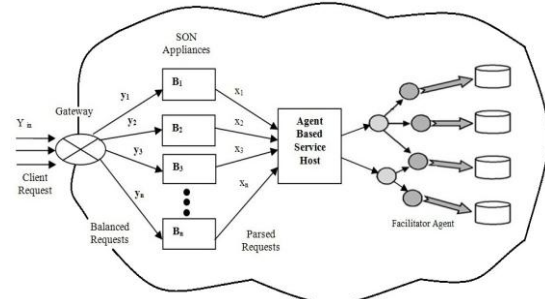 SON
Appliances
Gateway
Y in
Client
Request
y1
y2
y3
yn
B1
B2
B3
Bn
x1
x2
x3
xn
Agent
Based
Service
Host
Balanced
Requests
Parsed
Requests
Facilitator Agent